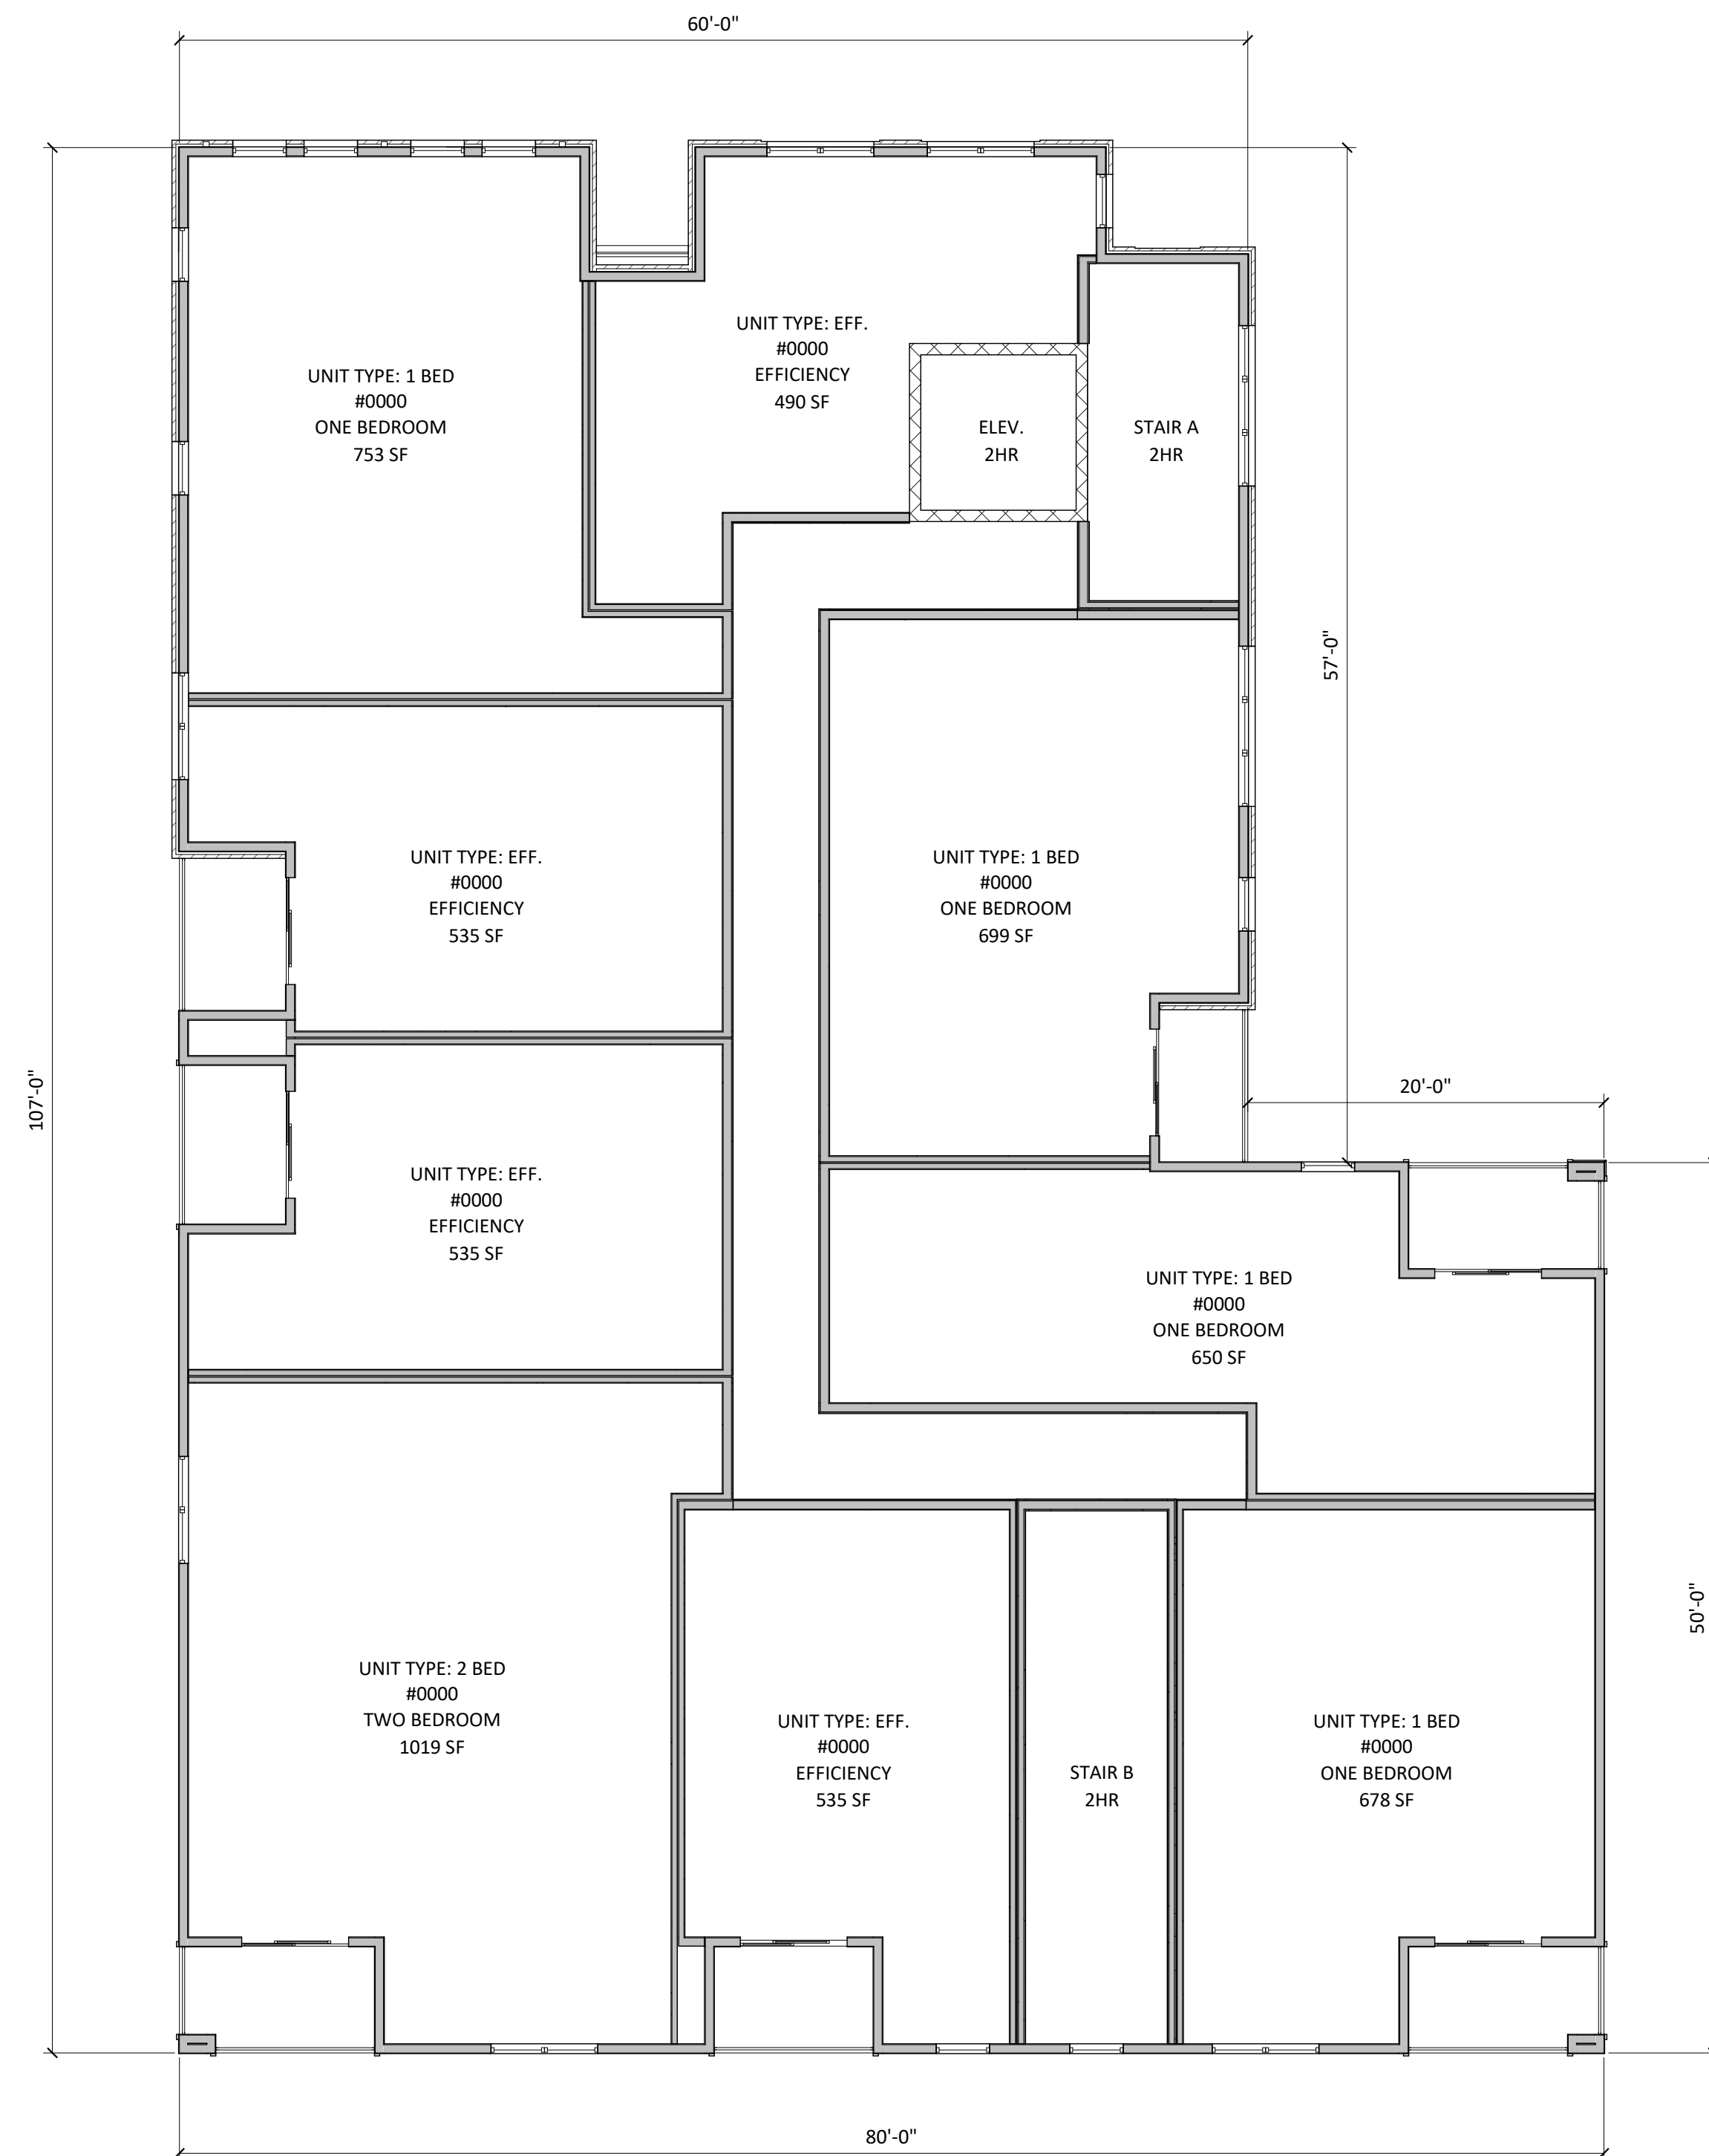 60'-0"
UNIT TYPE: EFF.
#0000
EFFICIENCY
490 SF
UNIT TYPE: 1 BED
#0000
ONE BEDROOM
753 SF
ELEV.
2HR
STAIR A
2HR
57'-0"
UNIT TYPE: EFF.
#0000
EFFICIENCY
535 SF
UNIT TYPE: 1 BED
#0000
ONE BEDROOM
699 SF
107'-0"
20'-0"
UNIT TYPE: EFF.
#0000
EFFICIENCY
535 SF
UNIT TYPE: 1 BED
#0000
ONE BEDROOM
650 SF
50'-0"
UNIT TYPE: 2 BED
#0000
TWO BEDROOM
1019 SF
UNIT TYPE: EFF.
#0000
EFFICIENCY
535 SF
STAIR B
2HR
UNIT TYPE: 1 BED
#0000
ONE BEDROOM
678 SF
80'-0"